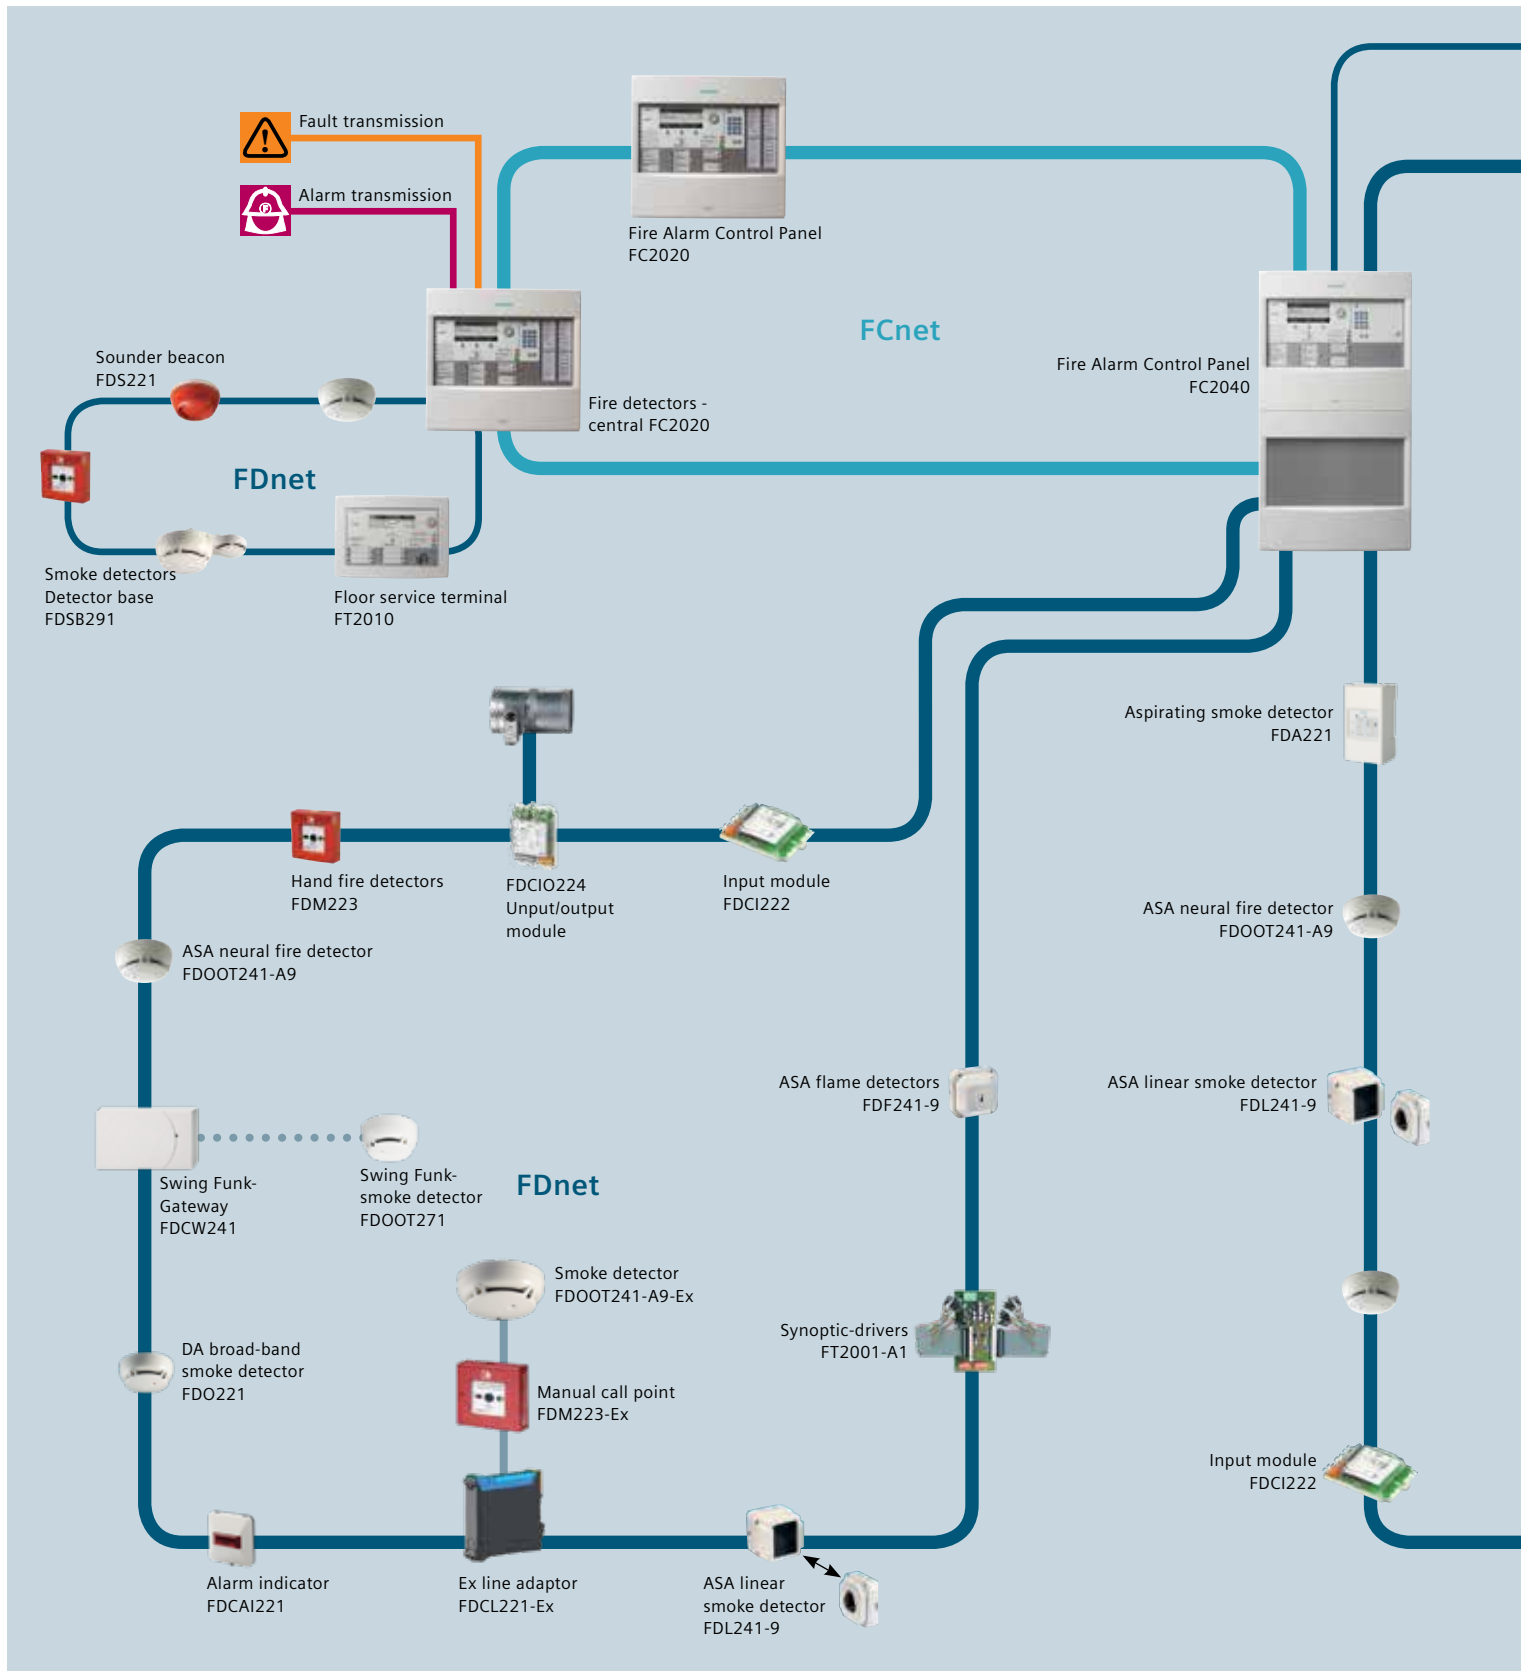 Fault transmission
Alarm transmission
Fire Alarm Control Panel
FC2020
FCnet
Fire Alarm Control Panel
FC2040
Sounder beacon
FDS221
Fire detectors -
central FC2020
FDnet
Smoke detectors
Detector base
FDSB291
Floor service terminal
FT2010
Aspirating smoke detector
FDA221
Hand fire detectors
FDM223
FDCIO224
Unput/output
module
Input module
FDCI222
ASA neural fire detector
FDOOT241-A9
ASA neural fire detector
FDOOT241-A9
ASA flame detectors
FDF241-9
ASA linear smoke detector
FDL241-9
Swing Funk-
Gateway
FDCW241
Swing Funk-
smoke detector
FDOOT271
FDnet
Smoke detector
FDOOT241-A9-Ex
Synoptic-drivers
FT2001-A1
DA broad-band
smoke detector
FDO221
Manual call point
FDM223-Ex
Input module
FDCI222
Alarm indicator
FDCAI221
Ex line adaptor
FDCL221-Ex
ASA linear
smoke detector
FDL241-9